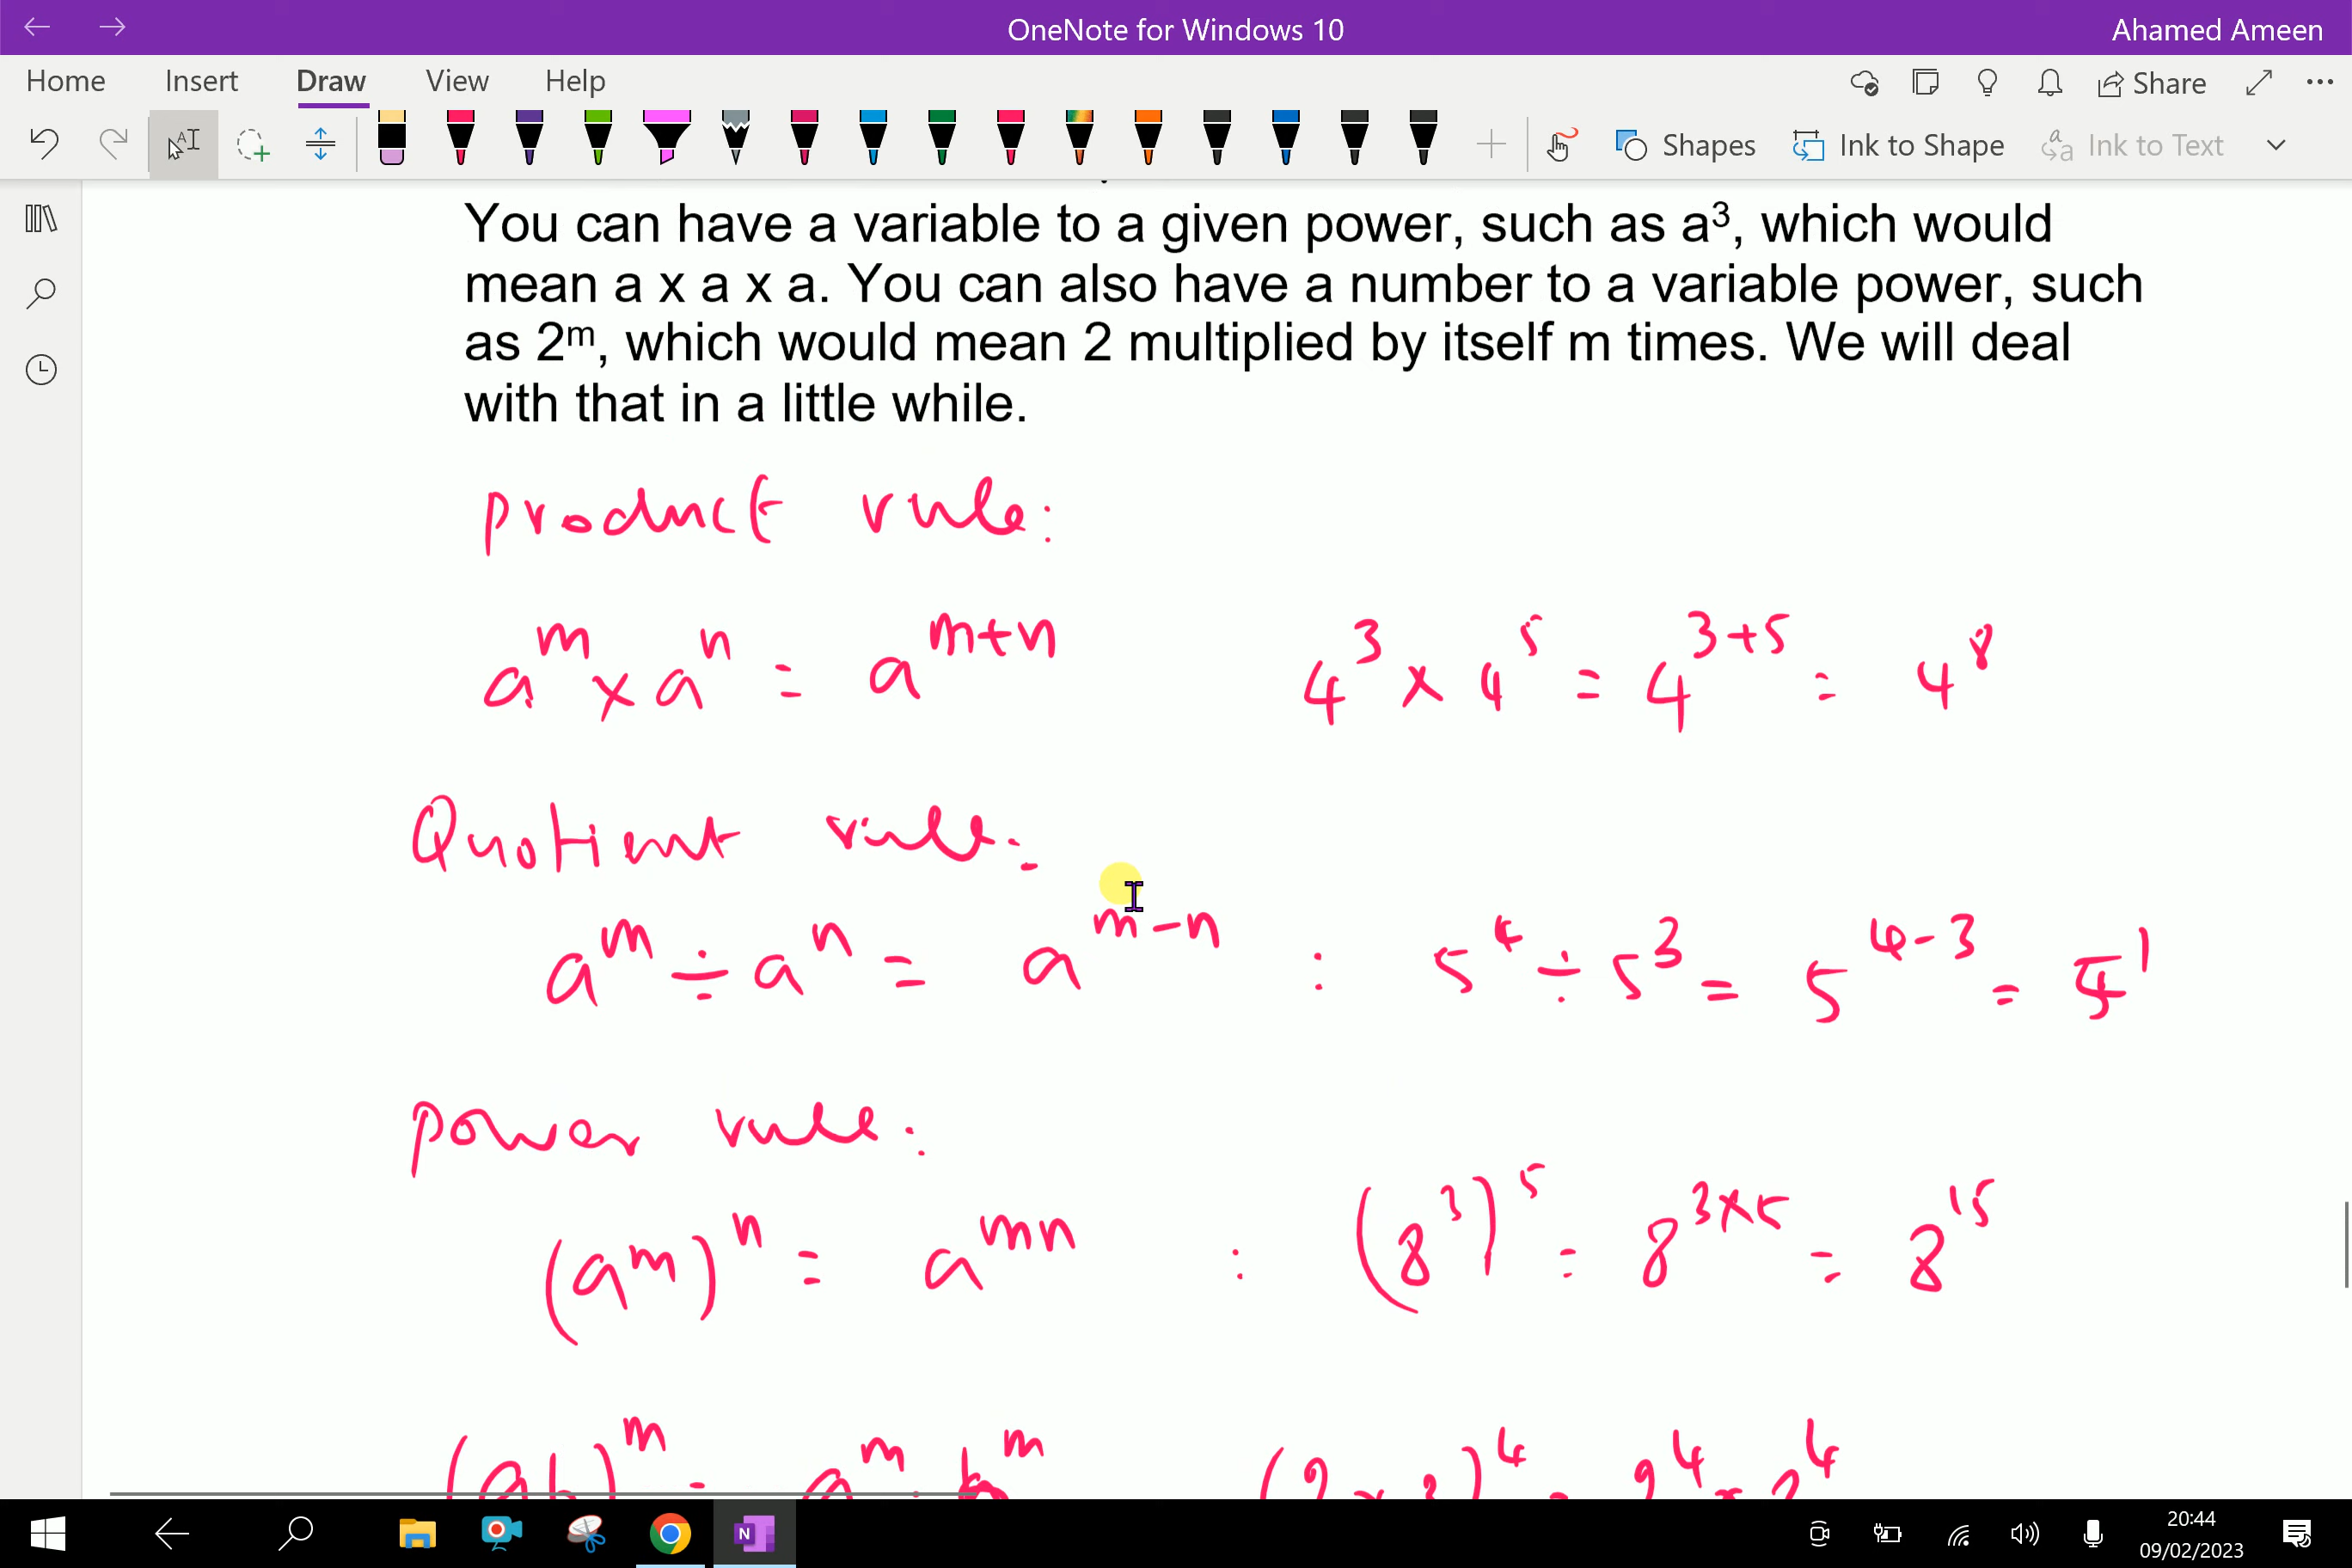 OneNote for Windows 10
Ahamed Ameen
Home Insert Draw View Help
Share
Shapes Ink to Shape Ink to Text
You can have a variable to a given power, such as a³, which would
mean a x a x a. You can also have a number to a variable power, such
as 2ᵐ, which would mean 2 multiplied by itself m times. We will deal
with that in a little while.
product rule:
aᵐ × aⁿ = aᵐ⁺ⁿ 4³ × 4⁵ = 4³⁺⁵ = 4⁸
Quotient rule:
aᵐ ÷ aⁿ = aᵐ⁻ⁿ : 5⁴ ÷ 5³ = 5⁴⁻³ = 5¹
power rule:
(aᵐ)ⁿ = aᵐⁿ : (8³)⁵ = 8³ˣ⁵ = 8¹⁵
(ab)ᵐ = aᵐ · bᵐ
20:44
09/02/2023